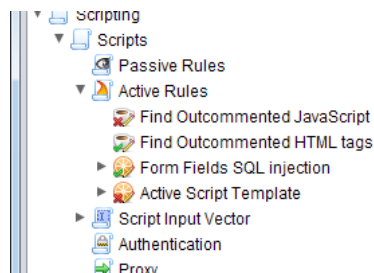 Scripting
Scripts
Passive Rules
Active Rules
Find Outcommented JavaScript
Find Outcommented HTML tags
Form Fields SQL injection
Active Script Template
Script Input Vector
Authentication
Proxy